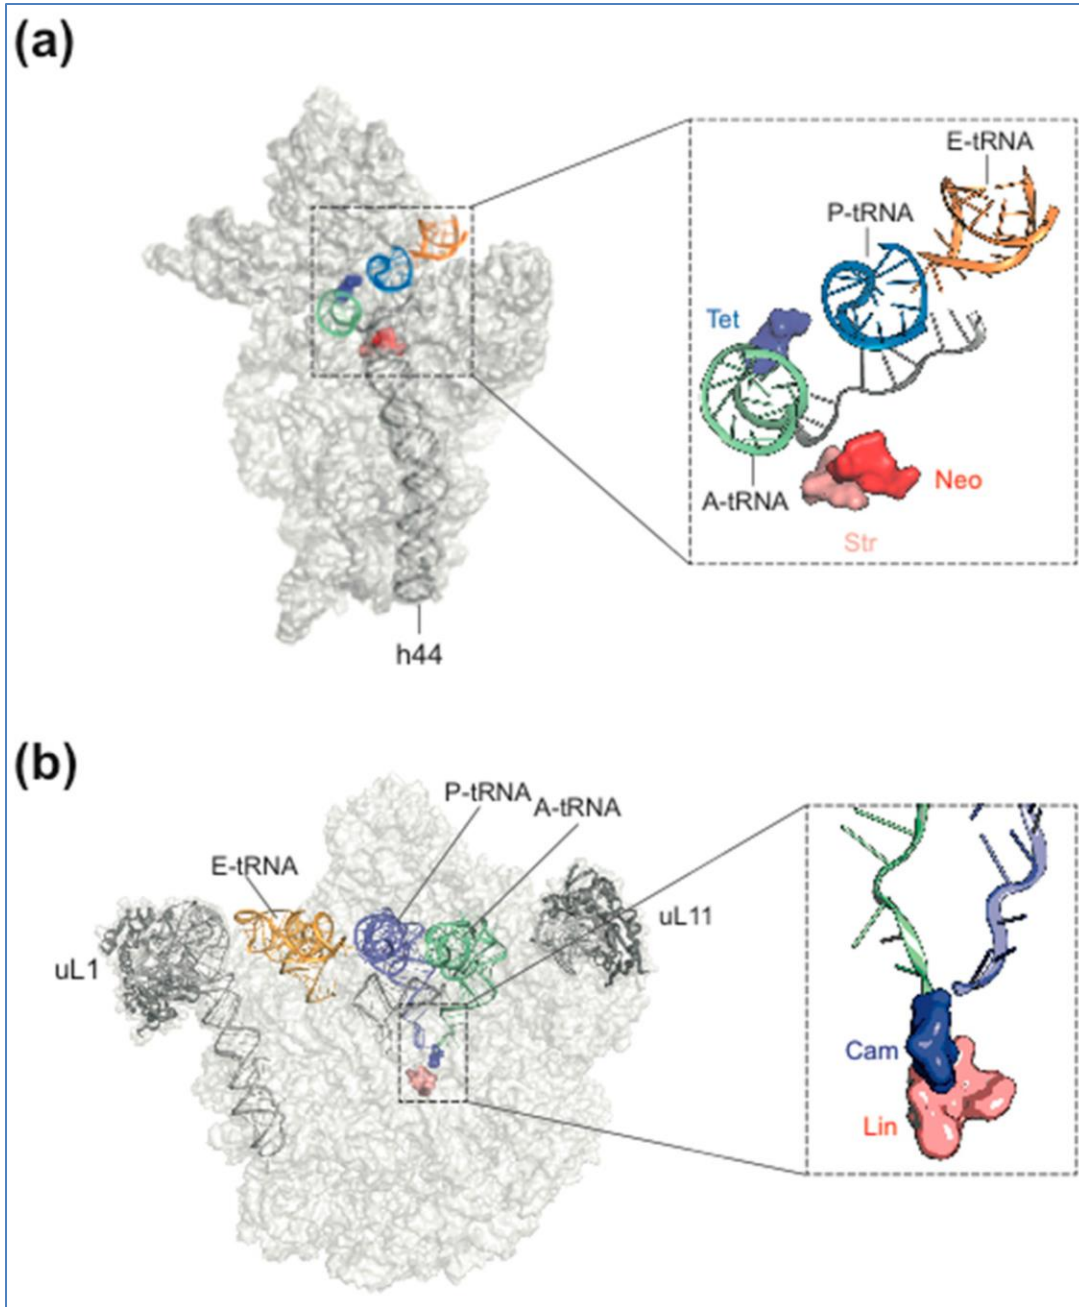 (a)
E-tRNA
P-tRNA
Tet
A-tRNA
Neo
Str
h44
(b)
P-tRNA
A-tRNA
E-tRNA
uL11
uL1
Cam
Lin